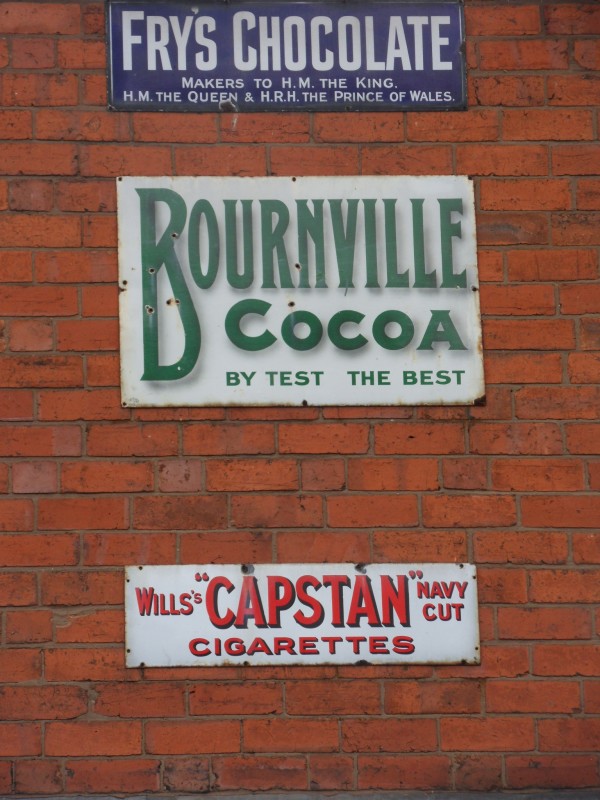 FRY'S CHOCOLATE
MAKERS TO H.M. THE KING.
H.M. THE QUEEN & H.R.H. THE PRINCE OF WALES.
BOURNVILLE
COCOA
BY TEST THE BEST
WILLS'S "CAPSTAN" NAVY CUT
CIGARETTES